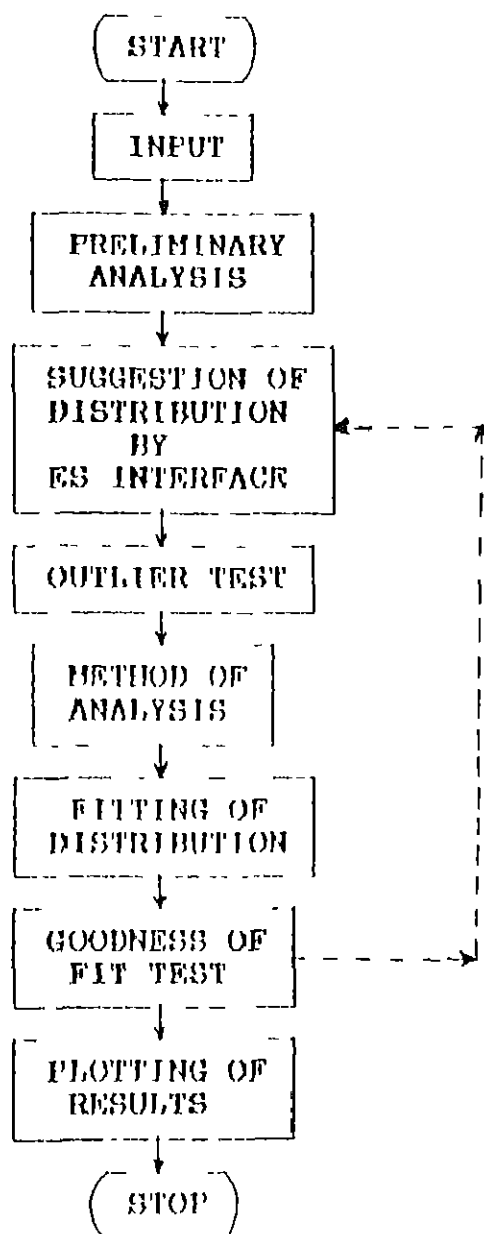 START
INPUT
PRELIMINARY
ANALYSIS
SUGGESTION OF
DISTRIBUTION
BY
ES INTERFACE
OUTLIER TEST
METHOD OF
ANALYSIS
FITTING OF
DISTRIBUTION
GOODNESS OF
FIT TEST
PLOTTING OF
RESULTS
STOP